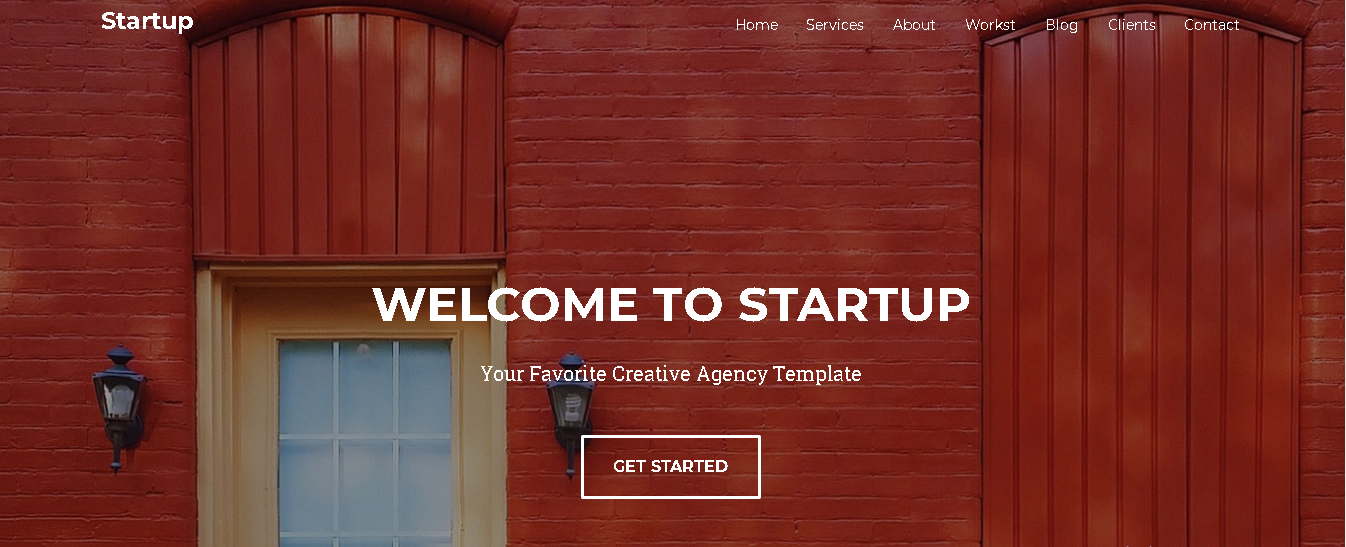 Startup
Home Services About Workst Blog Clients Contact
WELCOME TO STARTUP
Your Favorite Creative Agency Template
GET STARTED